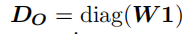 D_O = diag(W1)